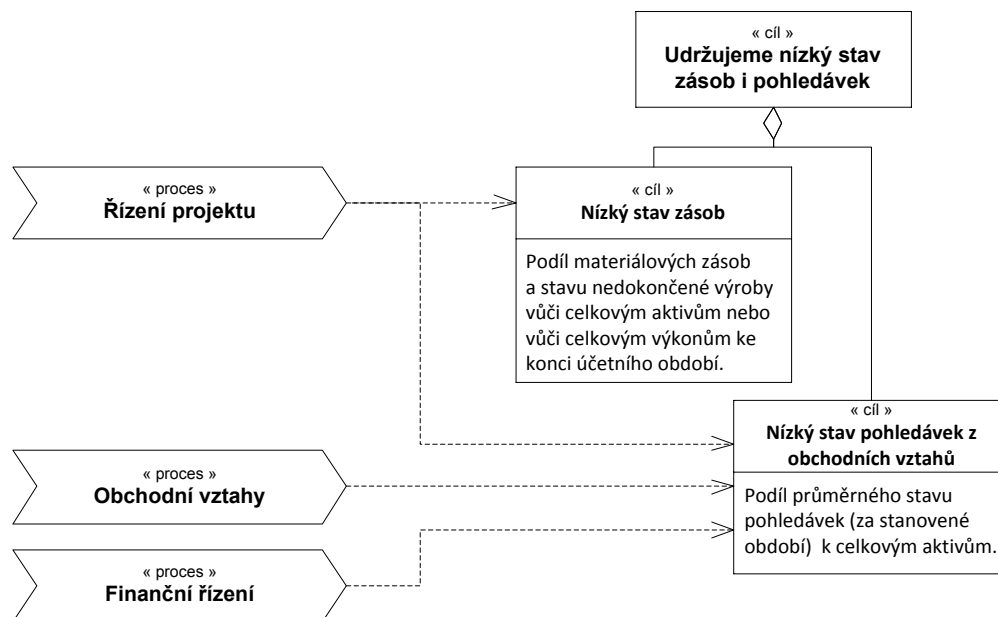 « cíl »
Udržujeme nízký stav
zásob i pohledávek
« proces »
Řízení projektu
« cíl »
Nízký stav zásob
Podíl materiálových zásob
a stavu nedokončené výroby
vůči celkovým aktivům nebo
vůči celkovým výkonům ke
konci účetního období.
« cíl »
Nízký stav pohledávek z
obchodních vztahů
Podíl průměrného stavu
pohledávek (za stanovené
období)  k celkovým aktivům.
« proces »
Obchodní vztahy
« proces »
Finanční řízení